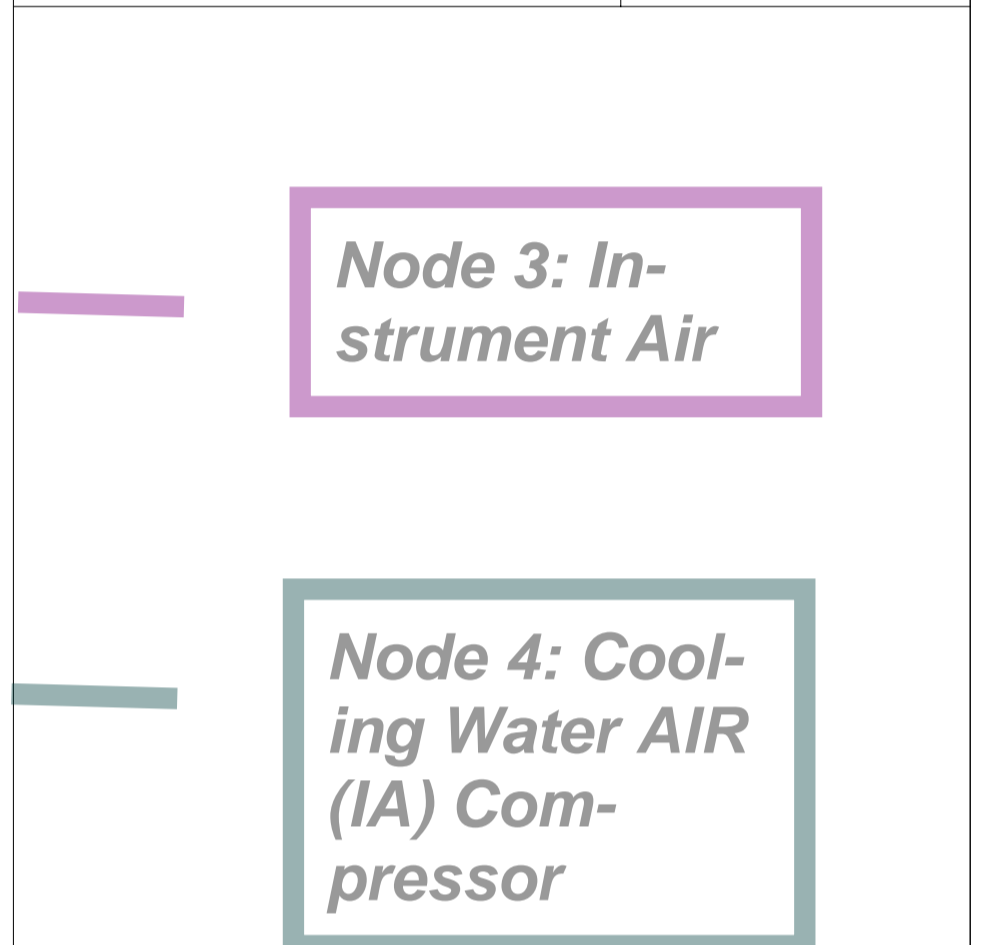 Node 3: In-
strument Air
Node 4: Cool-
ing Water AIR
(IA) Com-
pressor